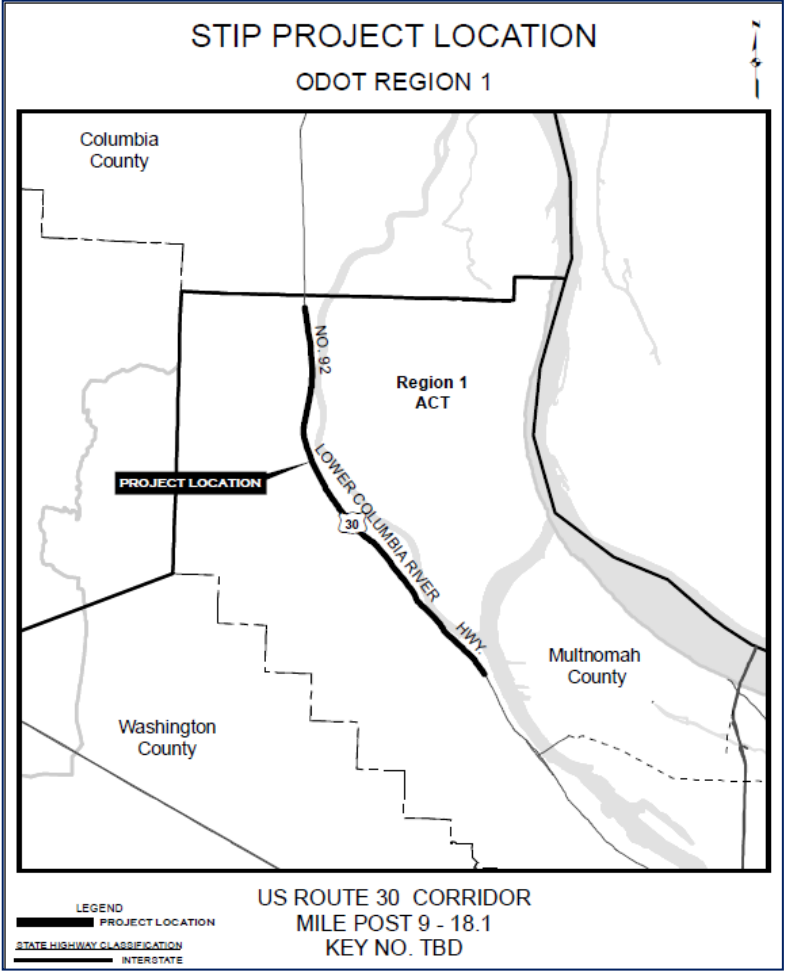 STIP PROJECT LOCATION
ODOT REGION 1
N
Columbia
County
NO. 92
Region 1
ACT
PROJECT LOCATION
LOWER COLUMBIA RIVER
30
HWY.
Multnomah
County
Washington
County
LEGEND
PROJECT LOCATION
STATE HIGHWAY CLASSIFICATION
INTERSTATE
US ROUTE 30 CORRIDOR
MILE POST 9 - 18.1
KEY NO. TBD